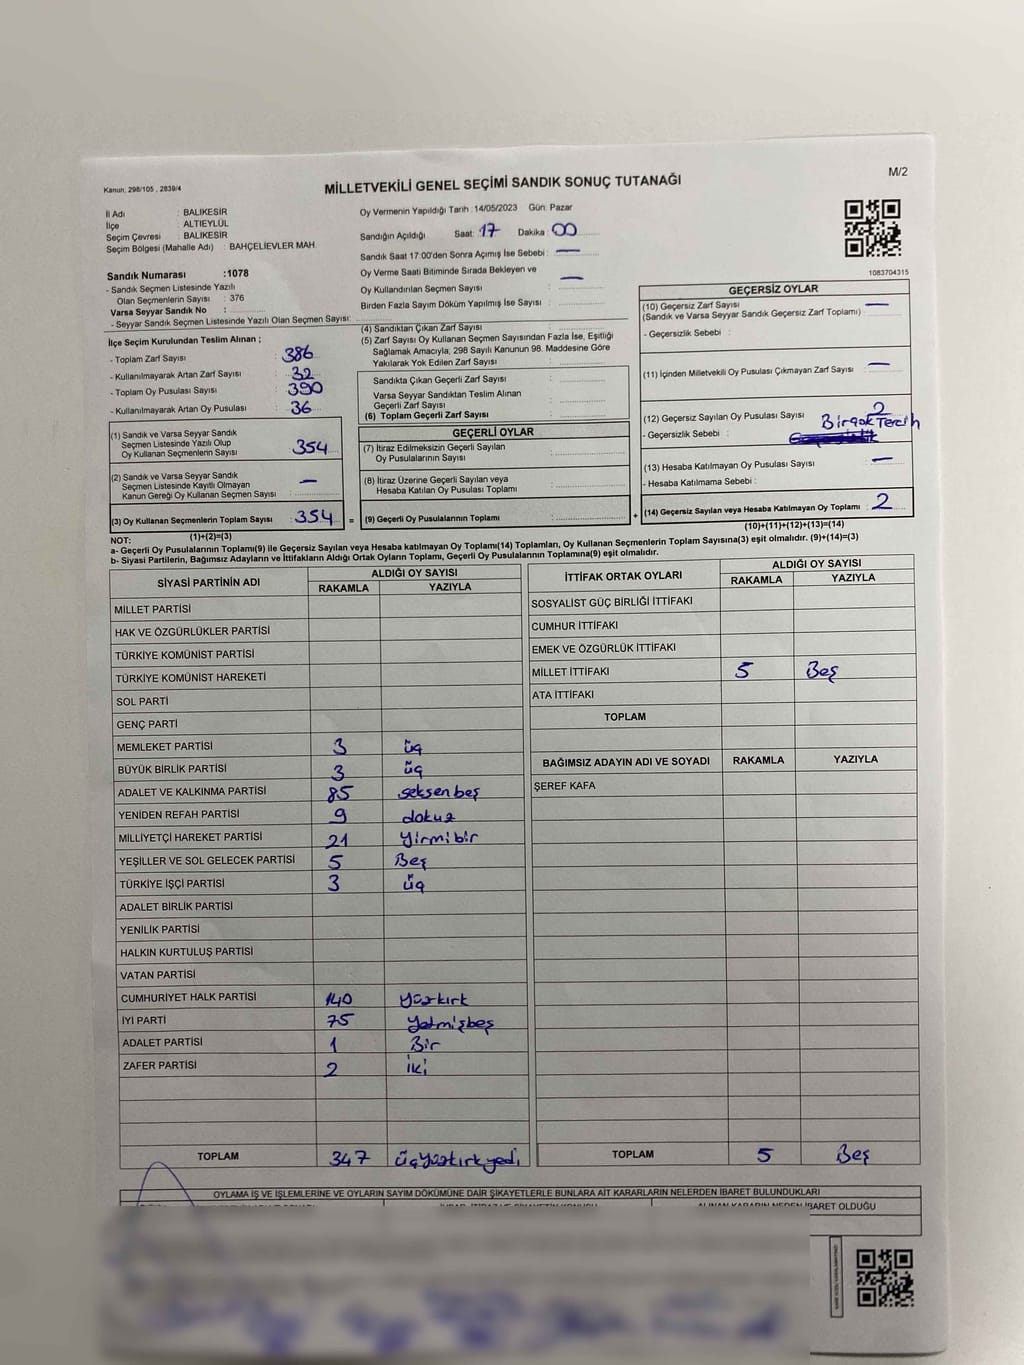 M/2
Kanun, 298/105 , 2839/4
MİLLETVEKİLİ GENEL SEÇİMİ SANDIK SONUÇ TUTANAĞI
İl Adı : BALIKESİR
İlçe : ALTIEYLÜL
Seçim Çevresi : BALIKESİR
Seçim Bölgesi (Mahalle Adı) : BAHÇELİEVLER MAH.
Sandık Numarası :1078
- Sandık Seçmen Listesinde Yazılı
Olan Seçmenlerin Sayısı : 376
Varsa Seyyar Sandık No :
- Seyyar Sandık Seçmen Listesinde Yazılı Olan Seçmen Sayısı:
Oy Vermenin Yapıldığı Tarih :14/05/2023 Gün: Pazar
Sandığın Açıldığı Saat: 17 Dakika : 00
Sandık Saat 17:00'den Sonra Açımış İse Sebebi : —
Oy Verme Saati Bitiminde Sırada Bekleyen ve
Oy Kullandırılan Seçmen Sayısı : —
Birden Fazla Sayım Döküm Yapılmış İse Sayısı :
1083704315
İlçe Seçim Kurulundan Teslim Alınan ;
- Toplam Zarf Sayısı : 386
- Kullanılmayarak Artan Zarf Sayısı : 32
- Toplam Oy Pusulası Sayısı : 390
- Kullanılmayarak Artan Oy Pusulası : 36
(1) Sandık ve Varsa Seyyar Sandık
Seçmen Listesinde Yazılı Olup
Oy Kullanan Seçmenlerin Sayısı : 354
(2) Sandık ve Varsa Seyyar Sandık
Seçmen Listesinde Kayıtlı Olmayan
Kanun Gereği Oy Kullanan Seçmen Sayısı : —
(3) Oy Kullanan Seçmenlerin Toplam Sayısı : 354
(1)+(2)=(3)
(4) Sandıktan Çıkan Zarf Sayısı :
(5) Zarf Sayısı Oy Kullanan Seçmen Sayısından Fazla İse, Eşitliği
Sağlamak Amacıyla, 298 Sayılı Kanunun 98. Maddesine Göre
Yakılarak Yok Edilen Zarf Sayısı :
Sandıkta Çıkan Geçerli Zarf Sayısı :
Varsa Seyyar Sandıktan Teslim Alınan
Geçerli Zarf Sayısı :
(6) Toplam Geçerli Zarf Sayısı :
GEÇERLİ OYLAR
(7) İtiraz Edilmeksizin Geçerli Sayılan
Oy Pusulalarının Sayısı :
(8) İtiraz Üzerine Geçerli Sayılan veya
Hesaba Katılan Oy Pusulası Toplamı :
= (9) Geçerli Oy Pusulalarının Toplamı : +
GEÇERSİZ OYLAR
(10) Geçersiz Zarf Sayısı : —
(Sandık ve Varsa Seyyar Sandık Geçersiz Zarf Toplamı)
- Geçersizlik Sebebi :
(11) İçinden Milletvekili Oy Pusulası Çıkmayan Zarf Sayısı : —
(12) Geçersiz Sayılan Oy Pusulası Sayısı : 2
- Geçersizlik Sebebi : Birçok Tercih
(13) Hesaba Katılmayan Oy Pusulası Sayısı : —
- Hesaba Katılmama Sebebi :
(14) Geçersiz Sayılan veya Hesaba Katılmayan Oy Toplamı : 2
(10)+(11)+(12)+(13)=(14)
NOT:
a- Geçerli Oy Pusulalarının Toplamı(9) ile Geçersiz Sayılan veya Hesaba katılmayan Oy Toplamı(14) Toplamları, Oy Kullanan Seçmenlerin Toplam Sayısına(3) eşit olmalıdır. (9)+(14)=(3)
b- Siyasi Partilerin, Bağımsız Adayların ve İttifakların Aldığı Ortak Oyların Toplamı, Geçerli Oy Pusulalarının Toplamına(9) eşit olmalıdır.
SİYASİ PARTİNİN ADI ALDIĞI OY SAYISI
RAKAMLA YAZIYLA
MİLLET PARTİSİ
HAK VE ÖZGÜRLÜKLER PARTİSİ
TÜRKİYE KOMÜNİST PARTİSİ
TÜRKİYE KOMÜNİST HAREKETİ
SOL PARTİ
GENÇ PARTİ
MEMLEKET PARTİSİ 3 üç
BÜYÜK BİRLİK PARTİSİ 3 üç
ADALET VE KALKINMA PARTİSİ 85 seksen beş
YENİDEN REFAH PARTİSİ 9 dokuz
MİLLİYETÇİ HAREKET PARTİSİ 21 yirmibir
YEŞİLLER VE SOL GELECEK PARTİSİ 5 Beş
TÜRKİYE İŞÇİ PARTİSİ 3 üç
ADALET BİRLİK PARTİSİ
YENİLİK PARTİSİ
HALKIN KURTULUŞ PARTİSİ
VATAN PARTİSİ
CUMHURİYET HALK PARTİSİ 140 yüzkırk
İYİ PARTİ 75 yetmişbeş
ADALET PARTİSİ 1 Bir
ZAFER PARTİSİ 2 iki
TOPLAM 347 üçyüzkırkyedi
İTTİFAK ORTAK OYLARI ALDIĞI OY SAYISI
RAKAMLA YAZIYLA
SOSYALİST GÜÇ BİRLİĞİ İTTİFAKI
CUMHUR İTTİFAKI
EMEK VE ÖZGÜRLÜK İTTİFAKI
MİLLET İTTİFAKI 5 Beş
ATA İTTİFAKI
TOPLAM
BAĞIMSIZ ADAYIN ADI VE SOYADI RAKAMLA YAZIYLA
ŞEREF KAFA
TOPLAM 5 Beş
OYLAMA İŞ VE İŞLEMLERİNE VE OYLARIN SAYIM DÖKÜMÜNE DAİR ŞİKAYETLERLE BUNLARA AİT KARARLARIN NELERDEN İBARET BULUNDUKLARI
ALINAN KARARIN NEDEN İBARET OLDUĞU